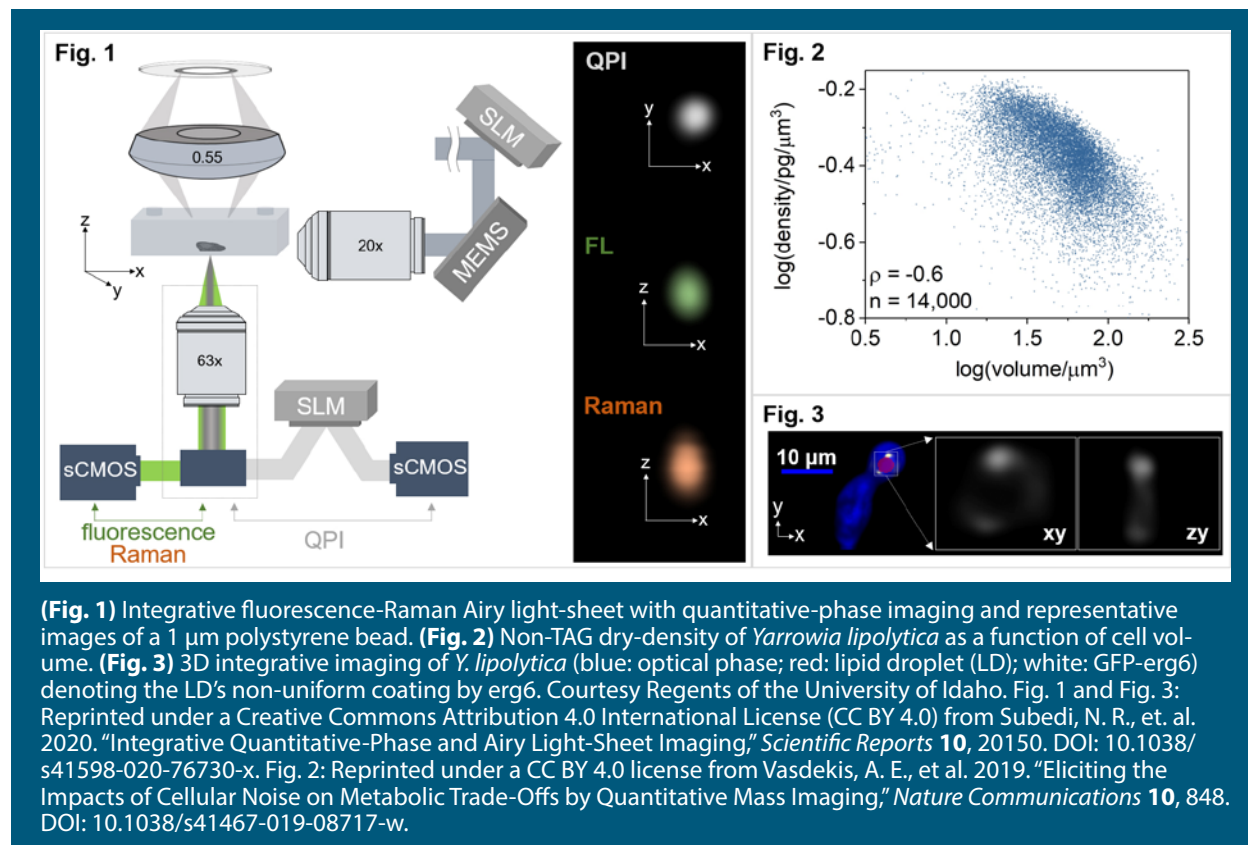 Fig. 1
0.55
z
x
y
20x
SLM
MEMS
63x
SLM
sCMOS
sCMOS
fluorescence
Raman
QPI
QPI
y
x
FL
z
x
Raman
z
x
Fig. 2
log(density/pg/μm³)
-0.2
-0.4
-0.6
-0.8
ρ = -0.6
n = 14,000
0.5 1.0 1.5 2.0 2.5
log(volume/μm³)
Fig. 3
10 μm
y
x
xy
zy
(Fig. 1) Integrative fluorescence-Raman Airy light-sheet with quantitative-phase imaging and representative
images of a 1 μm polystyrene bead. (Fig. 2) Non-TAG dry-density of Yarrowia lipolytica as a function of cell vol-
ume. (Fig. 3) 3D integrative imaging of Y. lipolytica (blue: optical phase; red: lipid droplet (LD); white: GFP-erg6)
denoting the LD's non-uniform coating by erg6. Courtesy Regents of the University of Idaho. Fig. 1 and Fig. 3:
Reprinted under a Creative Commons Attribution 4.0 International License (CC BY 4.0) from Subedi, N. R., et. al.
2020. "Integrative Quantitative-Phase and Airy Light-Sheet Imaging," Scientific Reports 10, 20150. DOI: 10.1038/
s41598-020-76730-x. Fig. 2: Reprinted under a CC BY 4.0 license from Vasdekis, A. E., et al. 2019. "Eliciting the
Impacts of Cellular Noise on Metabolic Trade-Offs by Quantitative Mass Imaging," Nature Communications 10, 848.
DOI: 10.1038/s41467-019-08717-w.